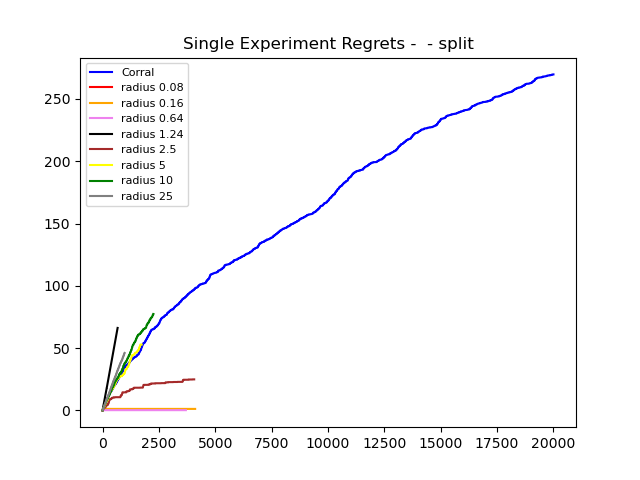 Single Experiment Regrets -  - split
Corral
radius 0.08
radius 0.16
radius 0.64
radius 1.24
radius 2.5
radius 5
radius 10
radius 25
250
200
150
100
50
0
0 2500 5000 7500 10000 12500 15000 17500 20000